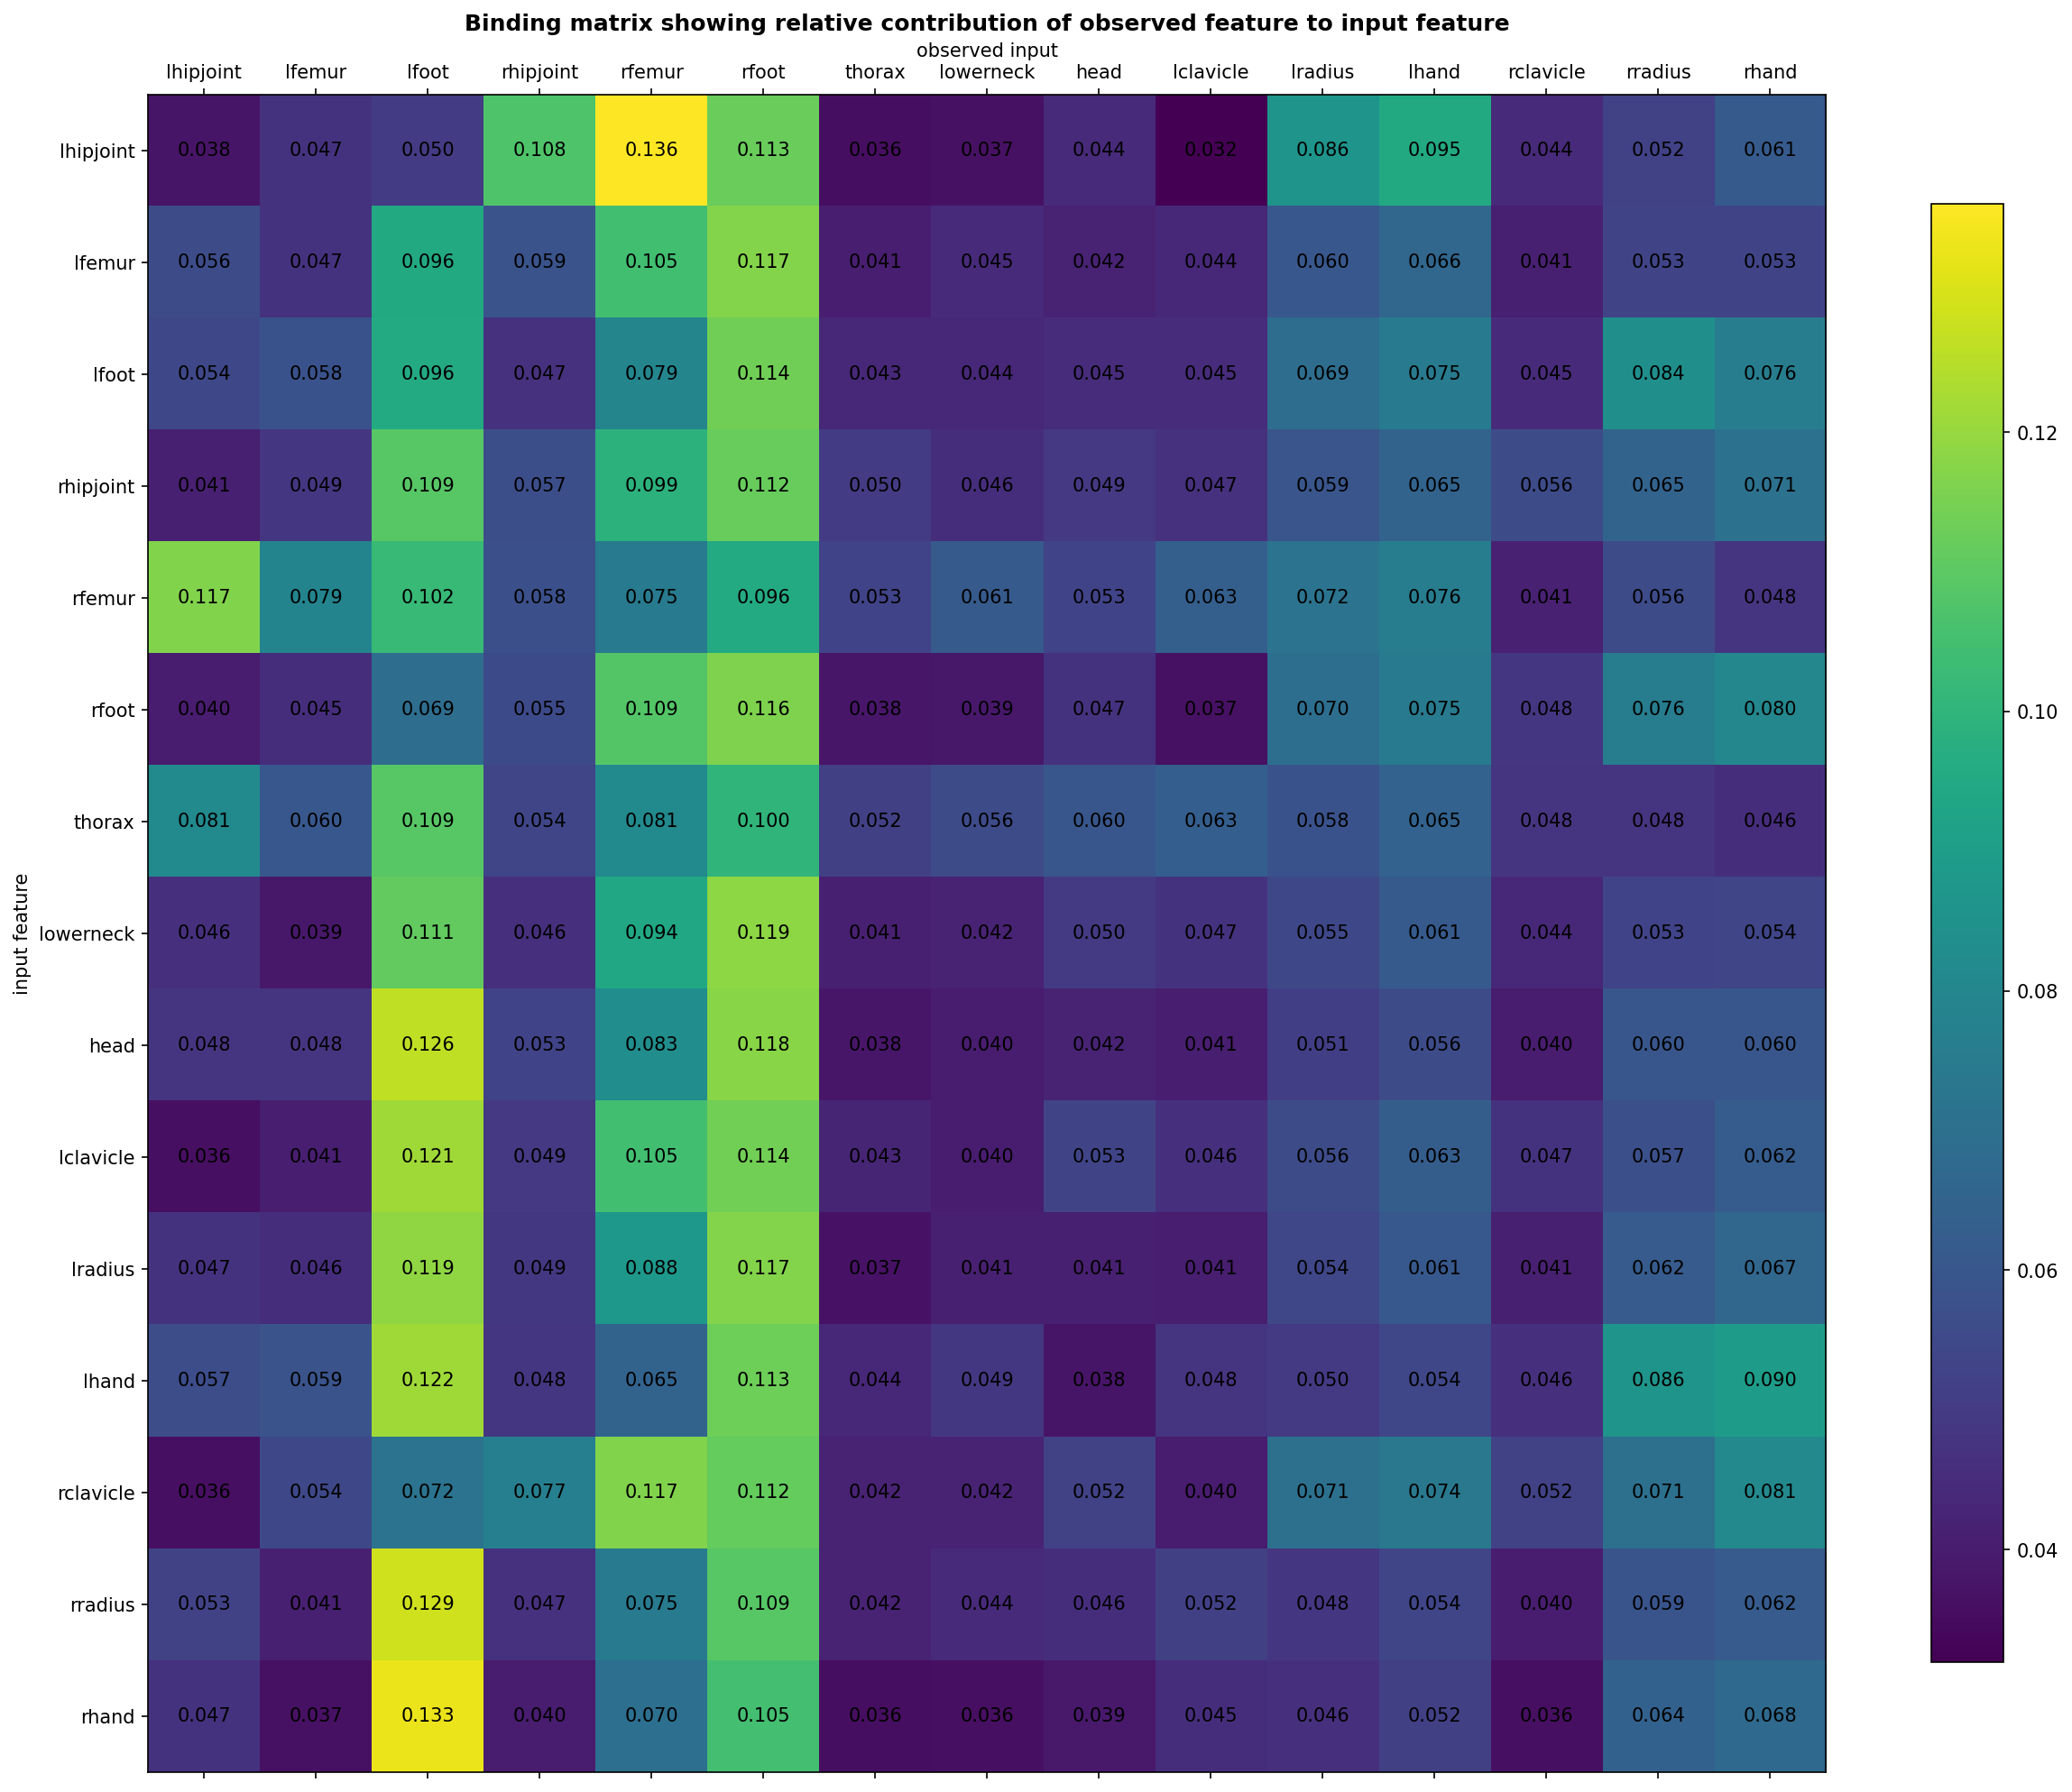 Binding matrix showing relative contribution of observed feature to input feature
observed input
lhipjoint lfemur lfoot rhipjoint rfemur rfoot thorax lowerneck head lclavicle lradius lhand rclavicle rradius rhand
lhipjoint 0.038 0.047 0.050 0.108 0.136 0.113 0.036 0.037 0.044 0.032 0.086 0.095 0.044 0.052 0.061
lfemur 0.056 0.047 0.096 0.059 0.105 0.117 0.041 0.045 0.042 0.044 0.060 0.066 0.041 0.053 0.053
lfoot 0.054 0.058 0.096 0.047 0.079 0.114 0.043 0.044 0.045 0.045 0.069 0.075 0.045 0.084 0.076
rhipjoint 0.041 0.049 0.109 0.057 0.099 0.112 0.050 0.046 0.049 0.047 0.059 0.065 0.056 0.065 0.071
rfemur 0.117 0.079 0.102 0.058 0.075 0.096 0.053 0.061 0.053 0.063 0.072 0.076 0.041 0.056 0.048
rfoot 0.040 0.045 0.069 0.055 0.109 0.116 0.038 0.039 0.047 0.037 0.070 0.075 0.048 0.076 0.080
thorax 0.081 0.060 0.109 0.054 0.081 0.100 0.052 0.056 0.060 0.063 0.058 0.065 0.048 0.048 0.046
lowerneck 0.046 0.039 0.111 0.046 0.094 0.119 0.041 0.042 0.050 0.047 0.055 0.061 0.044 0.053 0.054
head 0.048 0.048 0.126 0.053 0.083 0.118 0.038 0.040 0.042 0.041 0.051 0.056 0.040 0.060 0.060
lclavicle 0.036 0.041 0.121 0.049 0.105 0.114 0.043 0.040 0.053 0.046 0.056 0.063 0.047 0.057 0.062
lradius 0.047 0.046 0.119 0.049 0.088 0.117 0.037 0.041 0.041 0.041 0.054 0.061 0.041 0.062 0.067
lhand 0.057 0.059 0.122 0.048 0.065 0.113 0.044 0.049 0.038 0.048 0.050 0.054 0.046 0.086 0.090
rclavicle 0.036 0.054 0.072 0.077 0.117 0.112 0.042 0.042 0.052 0.040 0.071 0.074 0.052 0.071 0.081
rradius 0.053 0.041 0.129 0.047 0.075 0.109 0.042 0.044 0.046 0.052 0.048 0.054 0.040 0.059 0.062
rhand 0.047 0.037 0.133 0.040 0.070 0.105 0.036 0.036 0.039 0.045 0.046 0.052 0.036 0.064 0.068
input feature
0.12
0.10
0.08
0.06
0.04